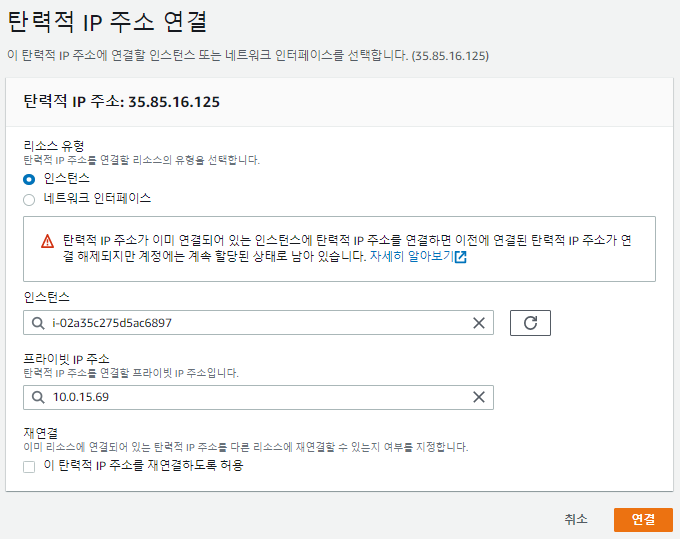 탄력적 IP 주소 연결
이 탄력적 IP 주소에 연결할 인스턴스 또는 네트워크 인터페이스를 선택합니다. (35.85.16.125)
탄력적 IP 주소: 35.85.16.125
리소스 유형
탄력적 IP 주소를 연결할 리소스의 유형을 선택합니다.
인스턴스
네트워크 인터페이스
탄력적 IP 주소가 이미 연결되어 있는 인스턴스에 탄력적 IP 주소를 연결하면 이전에 연결된 탄력적 IP 주소가 연
결 해제되지만 계정에는 계속 할당된 상태로 남아 있습니다. 자세히 알아보기
인스턴스
i-02a35c275d5ac6897
프라이빗 IP 주소
탄력적 IP 주소를 연결할 프라이빗 IP 주소입니다.
10.0.15.69
재연결
이미 리소스에 연결되어 있는 탄력적 IP 주소를 다른 리소스에 재연결할 수 있는지 여부를 지정합니다.
이 탄력적 IP 주소를 재연결하도록 허용
취소
연결